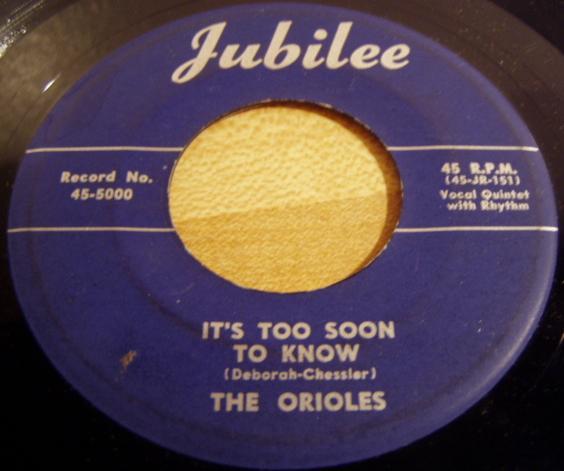 Jubilee
Record No.
45-5000
45 R.P.M.
(45-JR-151)
Vocal Quintet
with Rhythm
IT'S TOO SOON
TO KNOW
(Deborah-Chessler)
THE ORIOLES